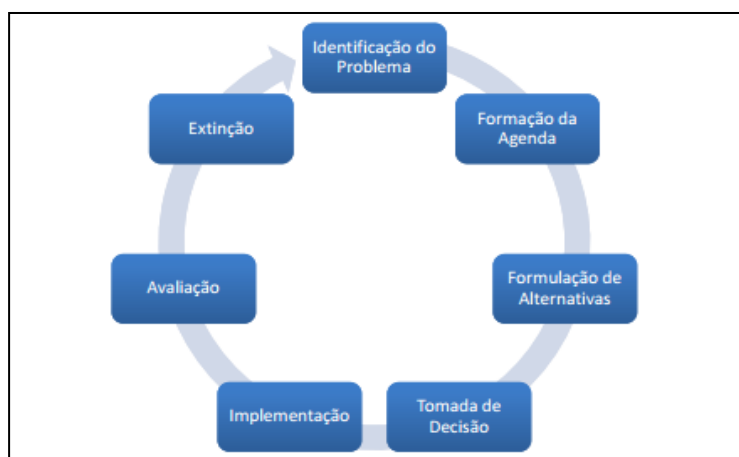 Identificação do
Problema
Formação da
Agenda
Formulação de
Alternativas
Tomada de
Decisão
Implementação
Avaliação
Extinção